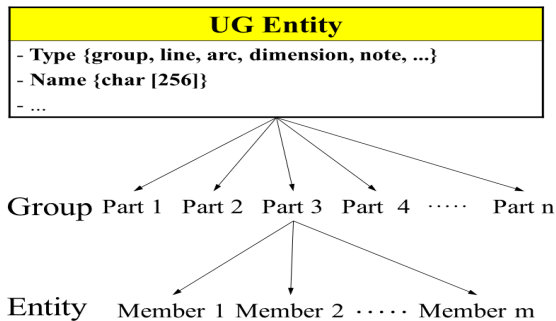 UG Entity
- Type {group, line, arc, dimension, note, ...}
- Name {char [256]}
- ...
Group Part 1 Part 2 Part 3 Part 4 ····· Part n
Entity Member 1 Member 2 ····· Member m